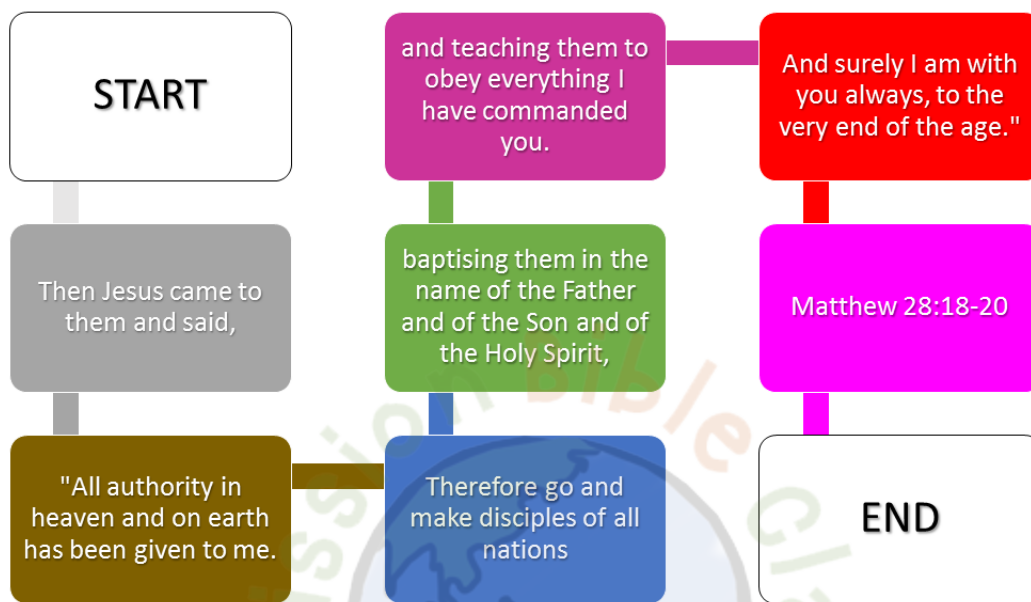 START
Then Jesus came to
them and said,
"All authority in
heaven and on earth
has been given to me.
Therefore go and
make disciples of all
nations
baptising them in the
name of the Father
and of the Son and of
the Holy Spirit,
and teaching them to
obey everything I
have commanded
you.
And surely I am with
you always, to the
very end of the age."
Matthew 28:18-20
END
Bible